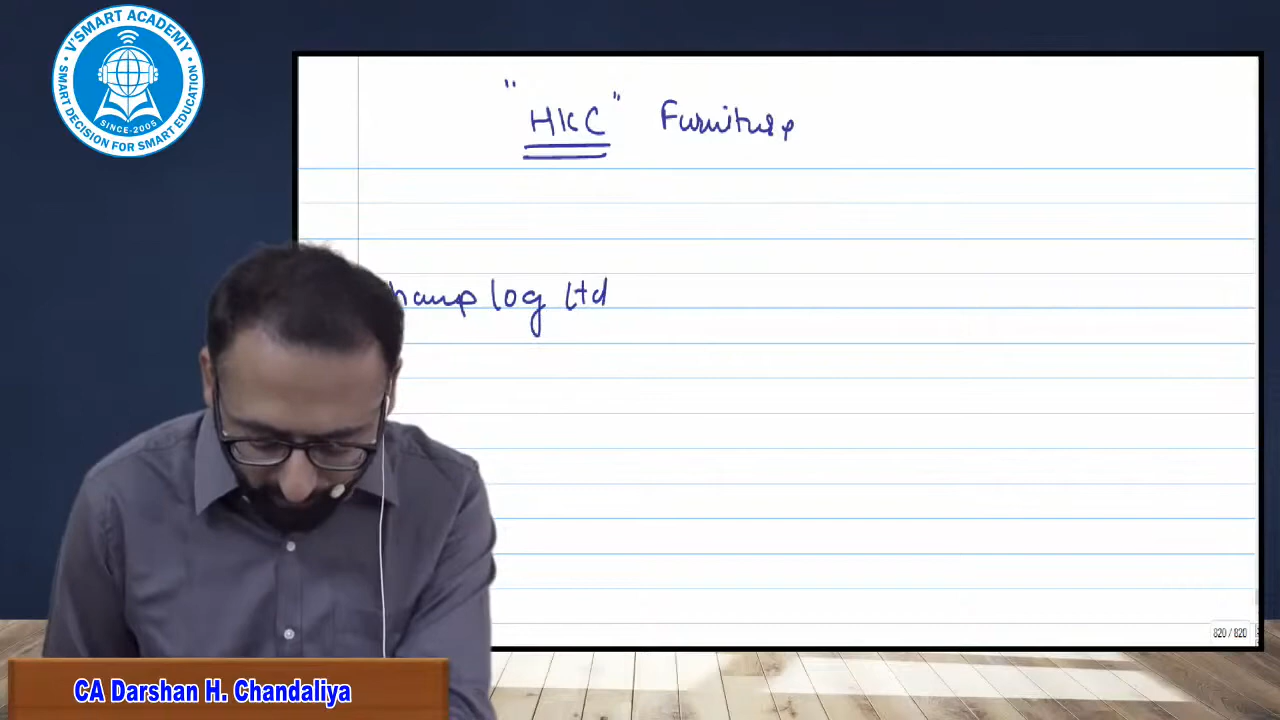 V'SMART ACADEMY
SINCE-2005
SMART DECISION FOR SMART EDUCATION
"HKC" Furniture
log Ltd
820 / 820
CA Darshan H. Chandaliya